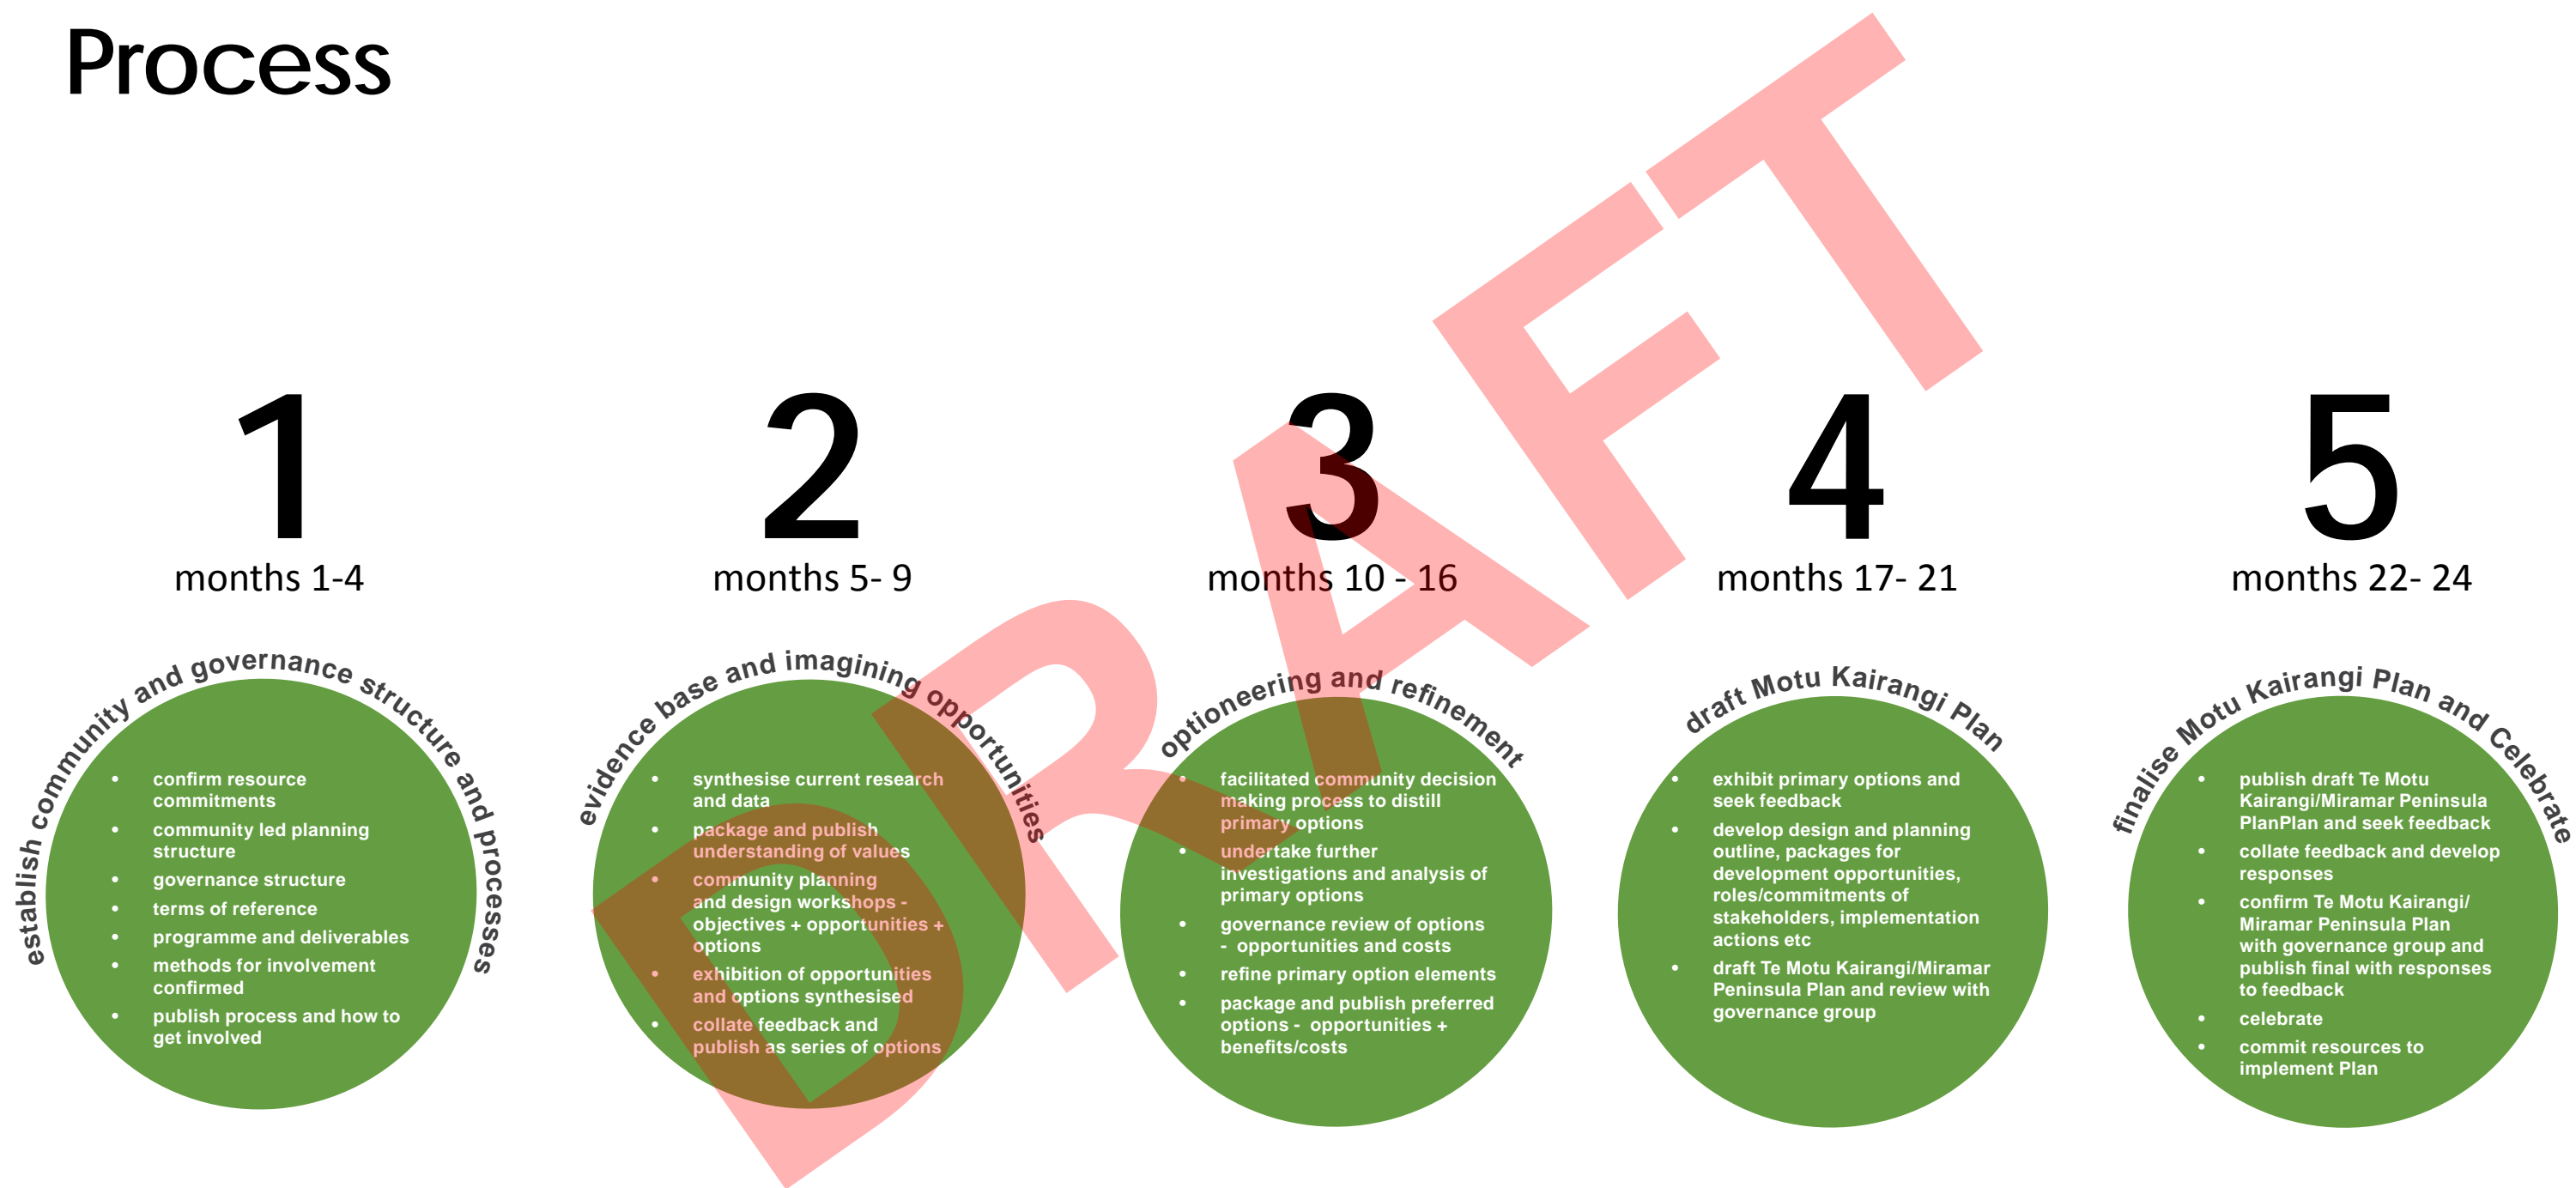 Process
DRAFT
1
months 1-4
establish community and governance structure and processes
• confirm resource
commitments
• community led planning
structure
• governance structure
• terms of reference
• programme and deliverables
• methods for involvement
confirmed
• publish process and how to
get involved
2
months 5- 9
evidence base and imagining opportunities
• synthesise current research
and data
• package and publish
understanding of values
• community planning
and design workshops -
objectives + opportunities +
options
• exhibition of opportunities
and options synthesised
• collate feedback and
publish as series of options
3
months 10 - 16
optioneering and refinement
• facilitated community decision
making process to distill
primary options
• undertake further
investigations and analysis of
primary options
• governance review of options
- opportunities and costs
• refine primary option elements
• package and publish preferred
options - opportunities +
benefits/costs
4
months 17- 21
draft Motu Kairangi Plan
• exhibit primary options and
seek feedback
• develop design and planning
outline, packages for
development opportunities,
roles/commitments of
stakeholders, implementation
actions etc
• draft Te Motu Kairangi/Miramar
Peninsula Plan and review with
governance group
5
months 22- 24
finalise Motu Kairangi Plan and Celebrate
• publish draft Te Motu
Kairangi/Miramar Peninsula
PlanPlan and seek feedback
• collate feedback and develop
responses
• confirm Te Motu Kairangi/
Miramar Peninsula Plan
with governance group and
publish final with responses
to feedback
• celebrate
• commit resources to
implement Plan